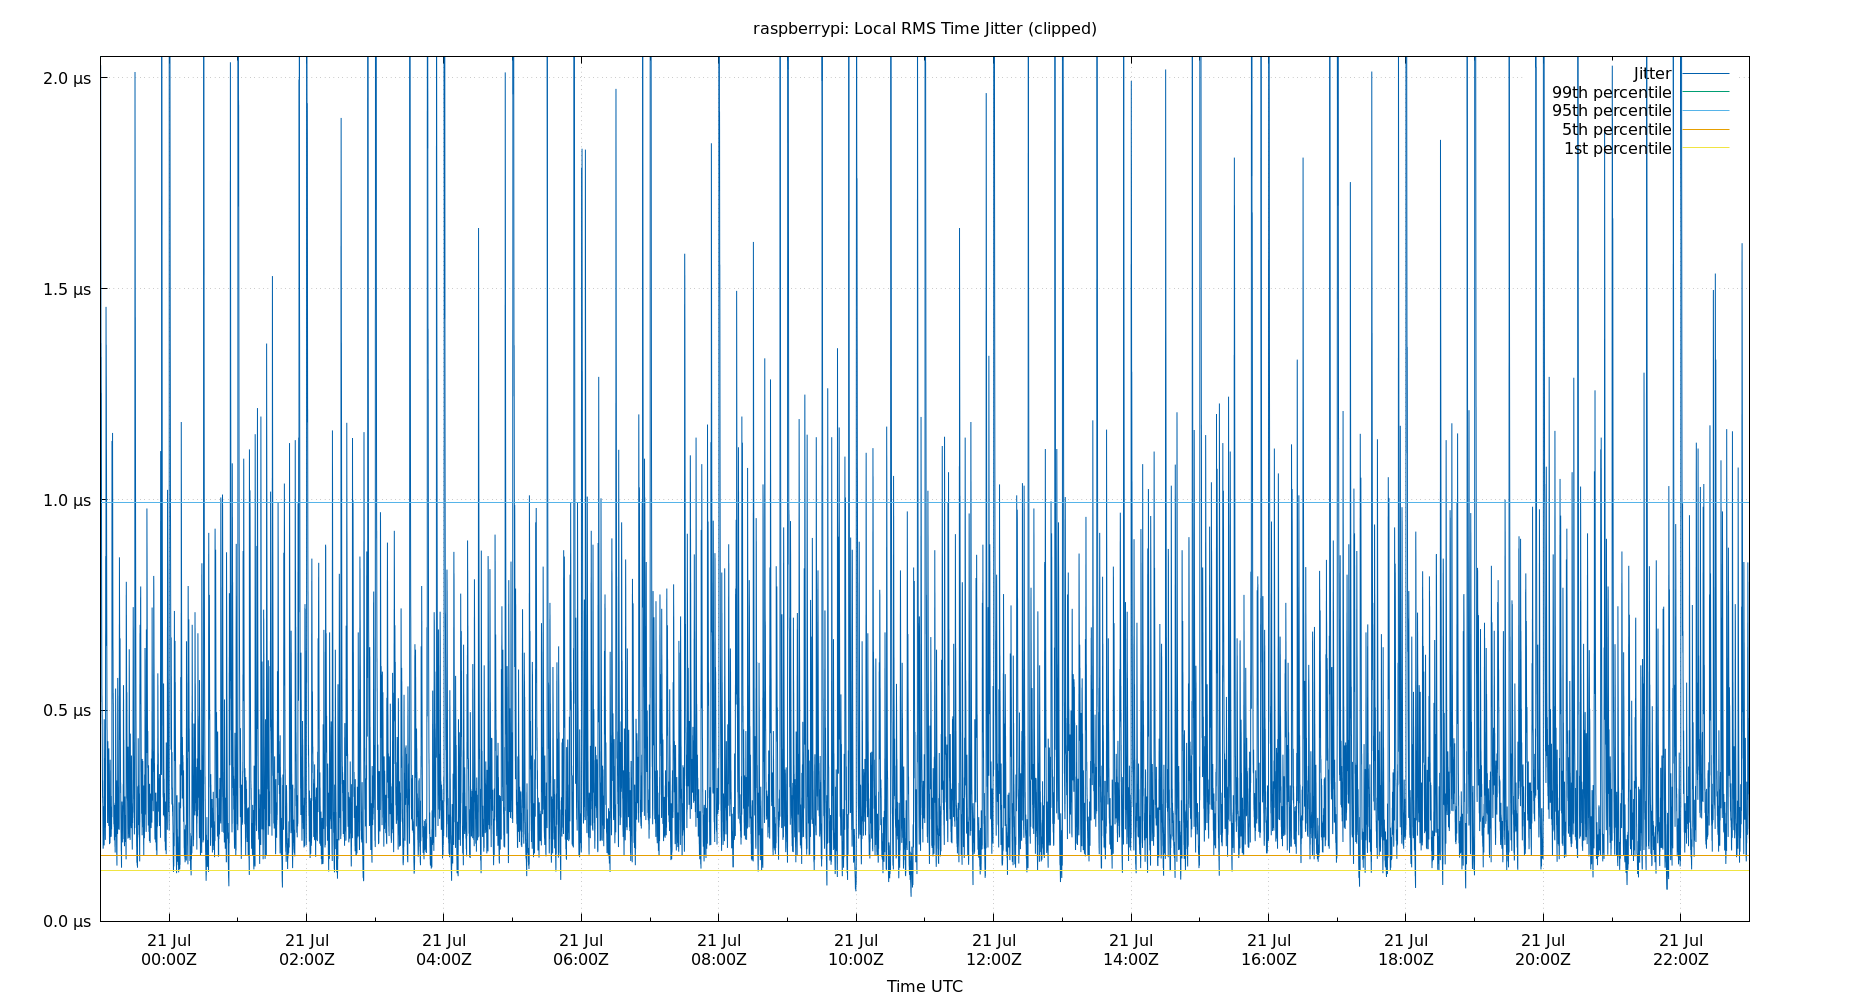 raspberrypi: Local RMS Time Jitter (clipped)
2.0 μs
1.5 μs
1.0 μs
0.5 μs
0.0 μs
Jitter
99th percentile
95th percentile
5th percentile
1st percentile
21 Jul 21 Jul 21 Jul 21 Jul 21 Jul 21 Jul 21 Jul 21 Jul 21 Jul 21 Jul 21 Jul 21 Jul
00:00Z 02:00Z 04:00Z 06:00Z 08:00Z 10:00Z 12:00Z 14:00Z 16:00Z 18:00Z 20:00Z 22:00Z
Time UTC